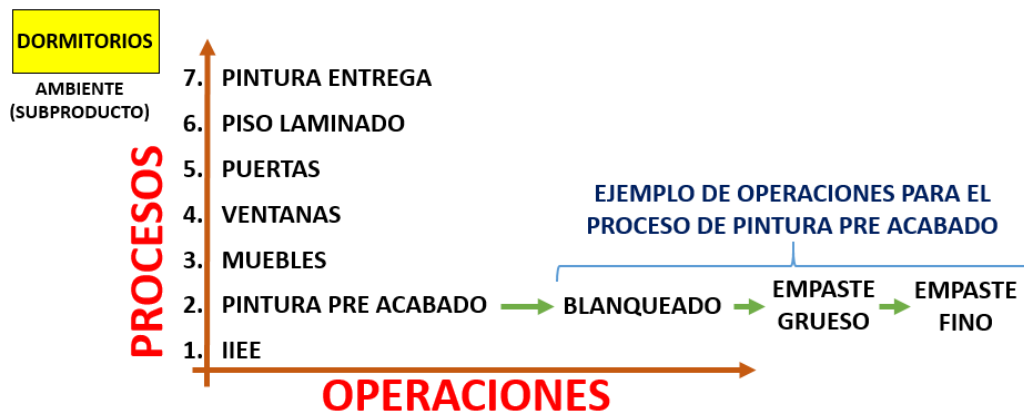 DORMITORIOS
AMBIENTE
(SUBPRODUCTO)
PROCESOS
7. PINTURA ENTREGA
6. PISO LAMINADO
5. PUERTAS
4. VENTANAS
3. MUEBLES
2. PINTURA PRE ACABADO
1. IIEE
EJEMPLO DE OPERACIONES PARA EL
PROCESO DE PINTURA PRE ACABADO
BLANQUEADO
EMPASTE
GRUESO
EMPASTE
FINO
OPERACIONES